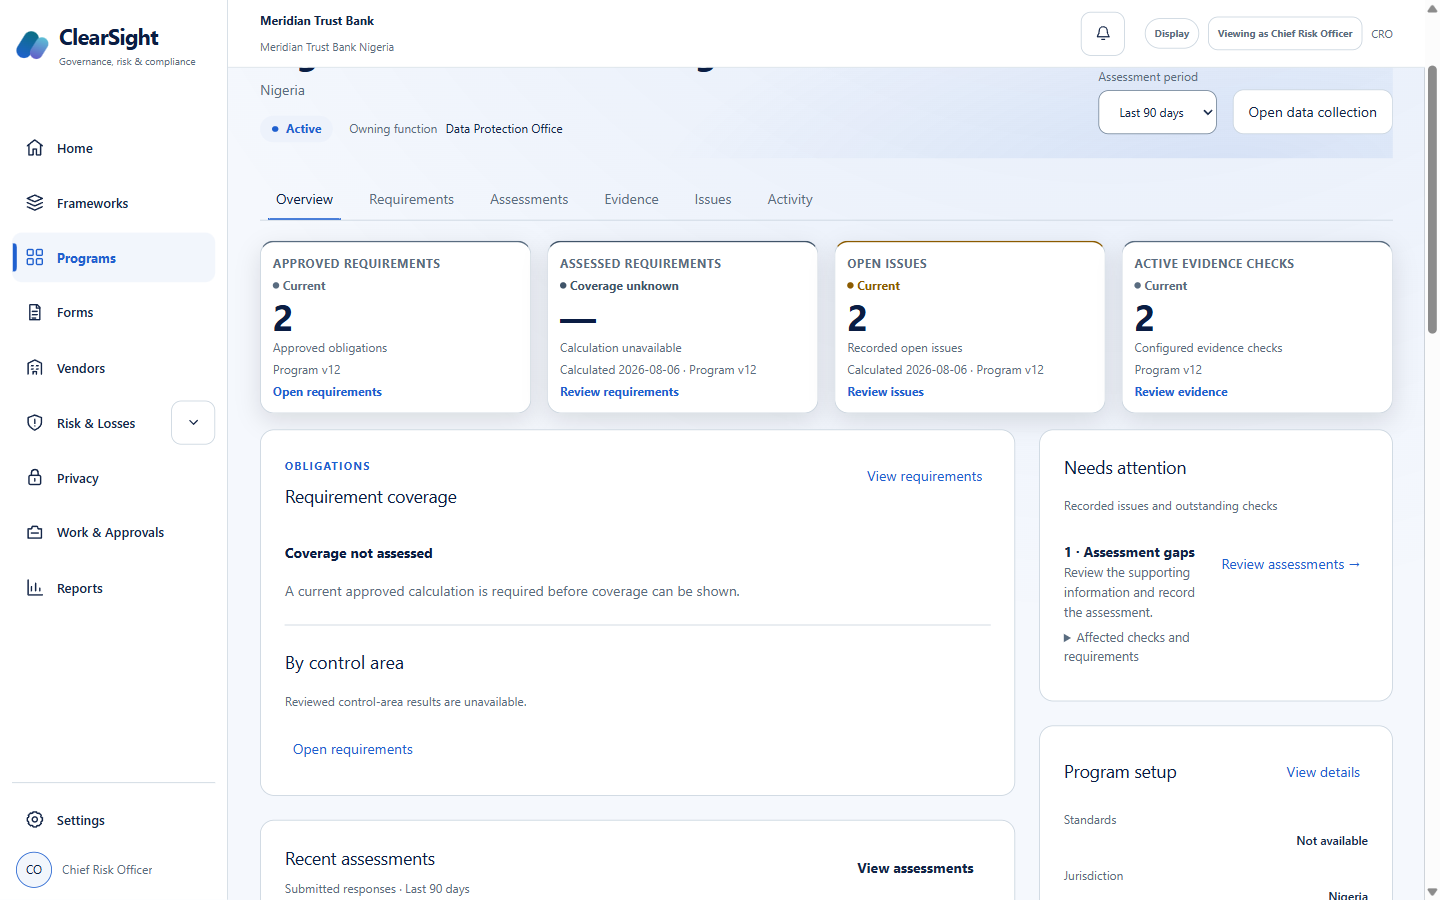 ClearSight
Governance, risk & compliance
Home
Frameworks
Programs
Forms
Vendors
Risk & Losses
Privacy
Work & Approvals
Reports
Settings
CO
Chief Risk Officer
Meridian Trust Bank
Meridian Trust Bank Nigeria
Display
Viewing as Chief Risk Officer
CRO
Nigeria
Active
Owning function Data Protection Office
Assessment period
Last 90 days
Open data collection
Overview
Requirements
Assessments
Evidence
Issues
Activity
APPROVED REQUIREMENTS
Current
2
Approved obligations
Program v12
Open requirements
ASSESSED REQUIREMENTS
Coverage unknown
—
Calculation unavailable
Calculated 2026-08-06 · Program v12
Review requirements
OPEN ISSUES
Current
2
Recorded open issues
Calculated 2026-08-06 · Program v12
Review issues
ACTIVE EVIDENCE CHECKS
Current
2
Configured evidence checks
Program v12
Review evidence
OBLIGATIONS
Requirement coverage
View requirements
Coverage not assessed
A current approved calculation is required before coverage can be shown.
By control area
Reviewed control-area results are unavailable.
Open requirements
Recent assessments
Submitted responses · Last 90 days
View assessments
Needs attention
Recorded issues and outstanding checks
1 · Assessment gaps
Review the supporting
information and record
the assessment.
Review assessments →
▶ Affected checks and
requirements
Program setup
View details
Standards
Not available
Jurisdiction
Nigeria